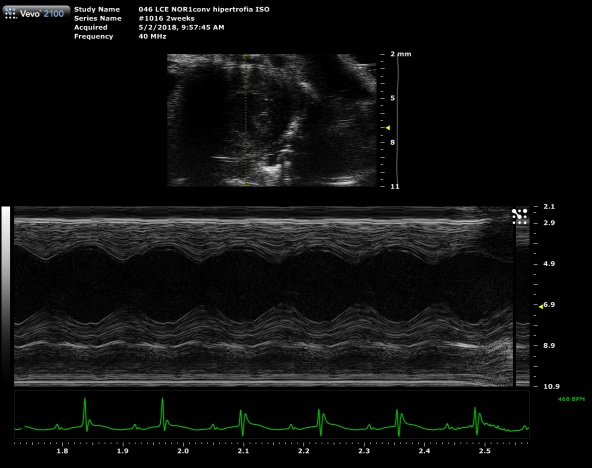 Vevo 2100
Study Name 046 LCE NOR1conv hipertrofia ISO
Series Name #1016 2weeks
Acquired 5/2/2018, 9:57:45 AM
Frequency 40 MHz
2 mm
5
8
11
2.1
2.9
4.9
6.9
8.9
10.9
468 BPM
1.8 1.9 2.0 2.1 2.2 2.3 2.4 2.5